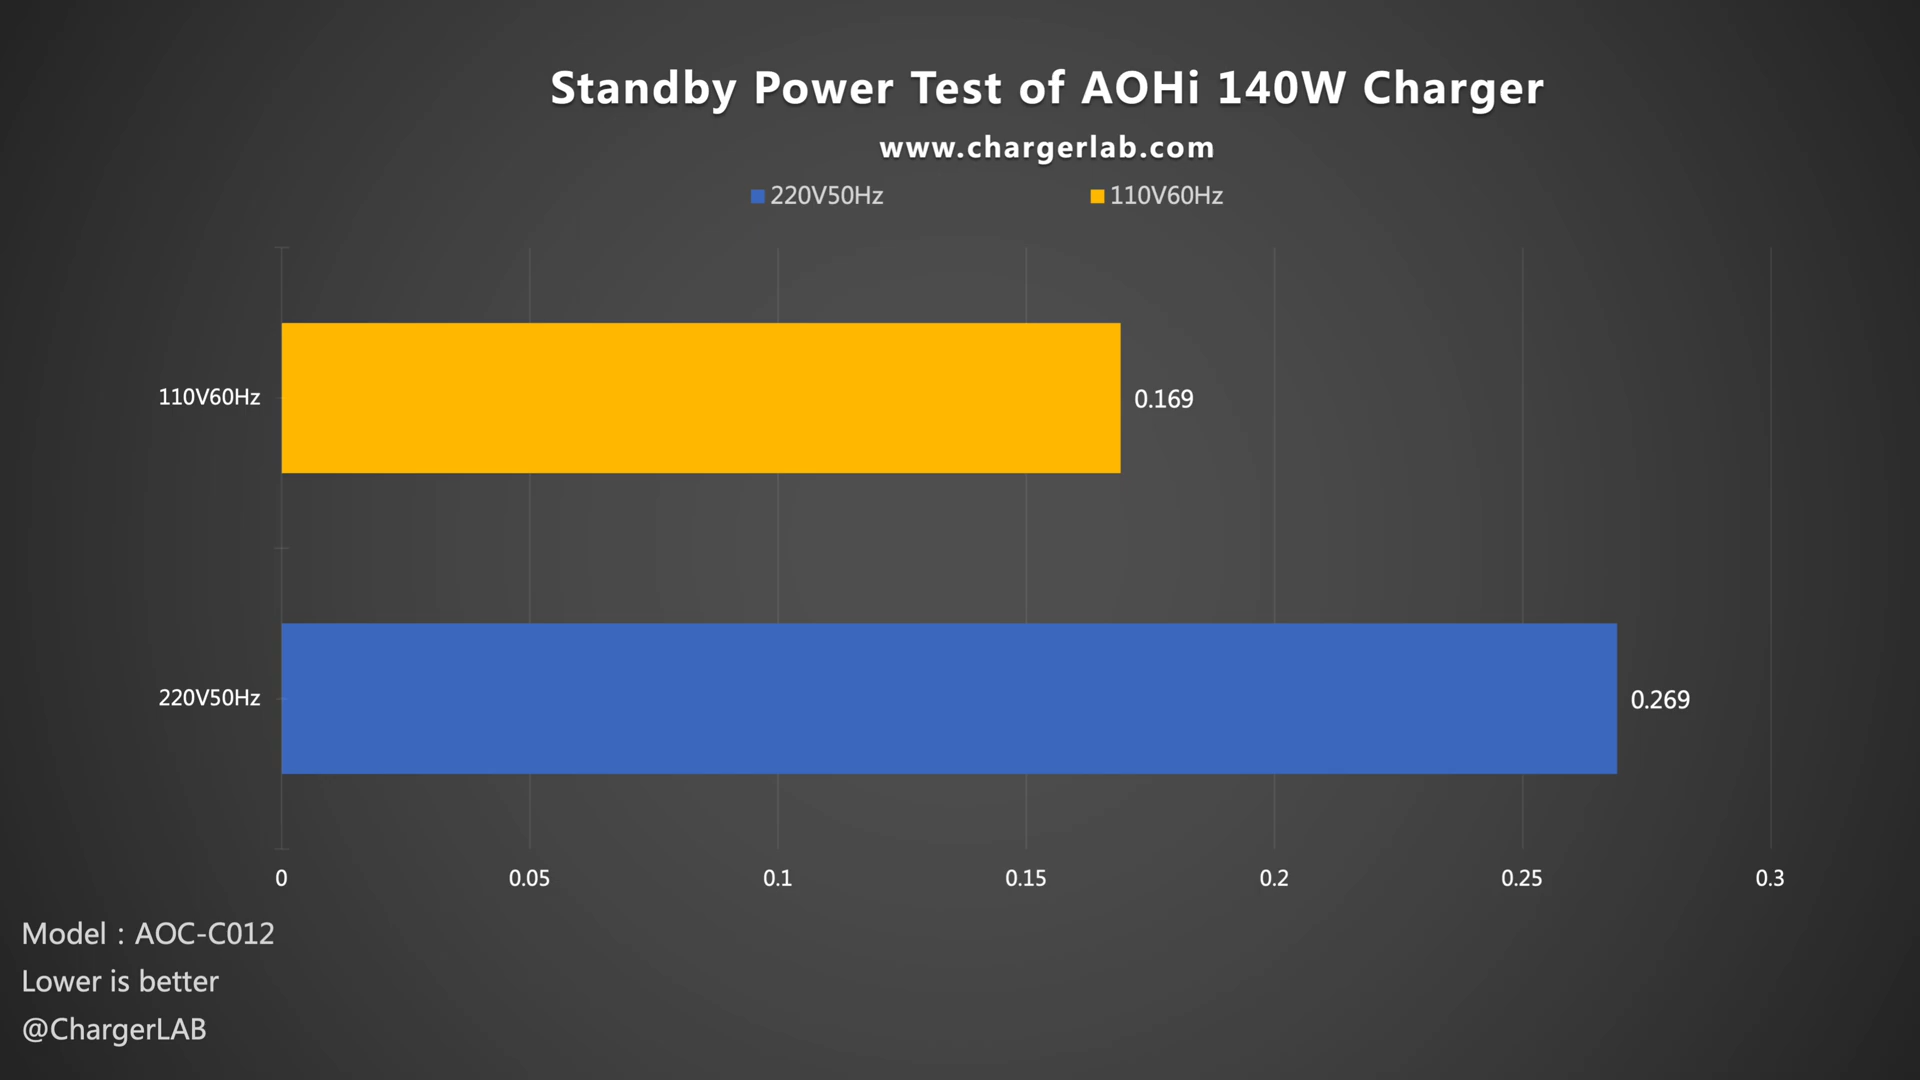 Standby Power Test of AOHi 140W Charger
www.chargerlab.com
220V50Hz 110V60Hz
110V60Hz 0.169
220V50Hz 0.269
0 0.05 0.1 0.15 0.2 0.25 0.3
Model : AOC-C012
Lower is better
@ChargerLAB